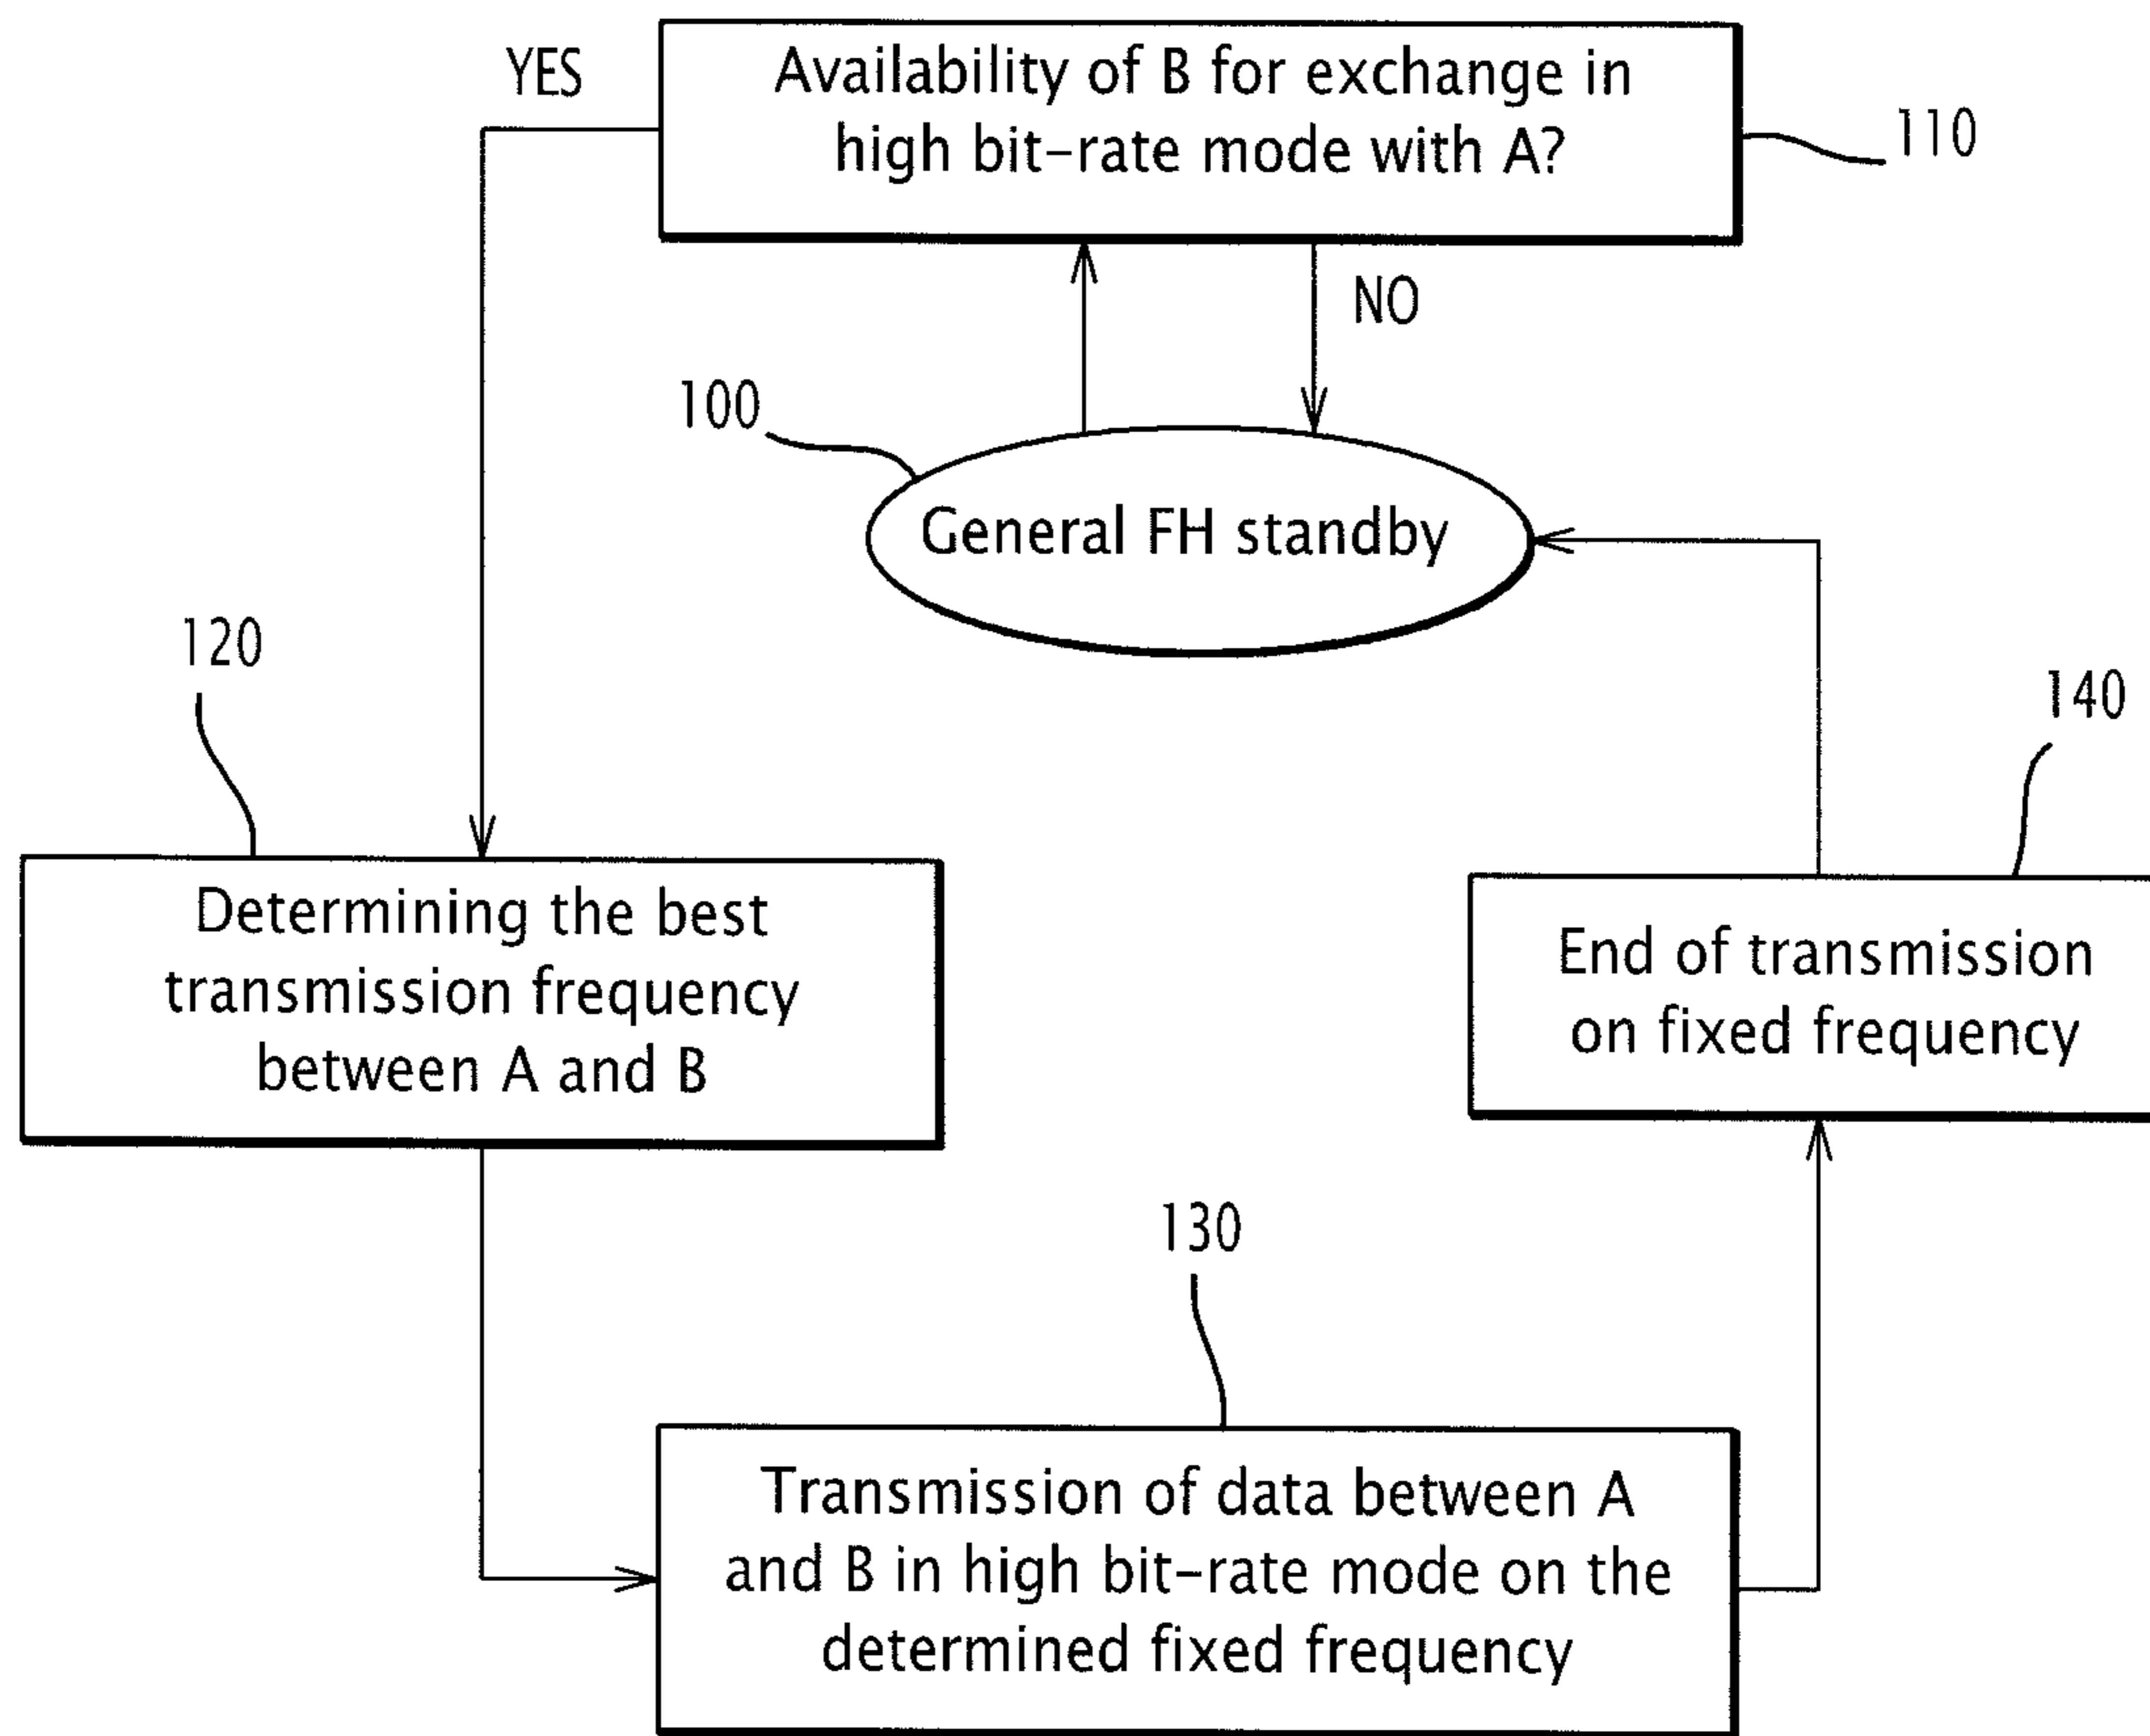 YES
Availability of B for exchange in
high bit-rate mode with A?
110
NO
100
General FH standby
120
140
Determining the best
transmission frequency
between A and B
End of transmission
on fixed frequency
130
Transmission of data between A
and B in high bit-rate mode on the
determined fixed frequency